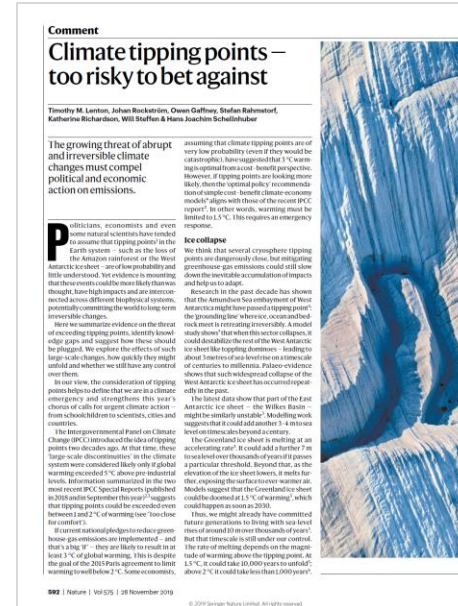 Comment
Climate tipping points —
too risky to bet against
Timothy M. Lenton, Johan Rockström, Owen Gaffney, Stefan Rahmstorf,
Katherine Richardson, Will Steffen & Hans Joachim Schellnhuber
The growing threat of abrupt
and irreversible climate
changes must compel
political and economic
action on emissions.
Politicians, economists and even
some natural scientists have tended
to assume that tipping points¹ in the
Earth system — such as the loss of
the Amazon rainforest or the West
Antarctic ice sheet — are of low probability and
little understood. Yet evidence is mounting
that these events could be more likely than was
thought, have high impacts and are intercon-
nected across different biophysical systems,
potentially committing the world to long-term
irreversible changes.
Here we summarize evidence on the threat
of exceeding tipping points, identify knowl-
edge gaps and suggest how these should
be plugged. We explore the effects of such
large-scale changes, how quickly they might
unfold and whether we still have any control
over them.
In our view, the consideration of tipping
points helps to define that we are in a climate
emergency and strengthens this year's
chorus of calls for urgent climate action —
from schoolchildren to scientists, cities and
countries.
The Intergovernmental Panel on Climate
Change (IPCC) introduced the idea of tipping
points two decades ago. At that time, these
'large-scale discontinuities' in the climate
system were considered likely only if global
warming exceeded 5 °C above pre-industrial
levels. Information summarized in the two
most recent IPCC Special Reports (published
in 2018 and in September this year)²,³ suggests
that tipping points could be exceeded even
between 1 and 2 °C of warming (see 'Too close
for comfort').
If current national pledges to reduce green-
house-gas emissions are implemented — and
that's a big 'if' — they are likely to result in at
least 3 °C of global warming. This is despite
the goal of the 2015 Paris agreement to limit
warming to well below 2 °C. Some economists,
assuming that climate tipping points are of
very low probability (even if they would be
catastrophic), have suggested that 3 °C warm-
ing is optimal from a cost–benefit perspective.
However, if tipping points are looking more
likely, then the 'optimal policy' recommenda-
tion of simple cost–benefit climate-economy
models⁴ aligns with those of the recent IPCC
report². In other words, warming must be
limited to 1.5 °C. This requires an emergency
response.
Ice collapse
We think that several cryosphere tipping
points are dangerously close, but mitigating
greenhouse-gas emissions could still slow
down the inevitable accumulation of impacts
and help us to adapt.
Research in the past decade has shown
that the Amundsen Sea embayment of West
Antarctica might have passed a tipping point³:
the 'grounding line' where ice, ocean and bed-
rock meet is retreating irreversibly. A model
study shows⁵ that when this sector collapses, it
could destabilize the rest of the West Antarctic
ice sheet like toppling dominoes — leading to
about 3 metres of sea-level rise on a timescale
of centuries to millennia. Palaeo-evidence
shows that such widespread collapse of the
West Antarctic ice sheet has occurred repeat-
edly in the past.
The latest data show that part of the East
Antarctic ice sheet — the Wilkes Basin —
might be similarly unstable³. Modelling work
suggests that it could add another 3–4 m to sea
level on timescales beyond a century.
The Greenland ice sheet is melting at an
accelerating rate³. It could add a further 7 m
to sea level over thousands of years if it passes
a particular threshold. Beyond that, as the
elevation of the ice sheet lowers, it melts fur-
ther, exposing the surface to ever-warmer air.
Models suggest that the Greenland ice sheet
could be doomed at 1.5 °C of warming³, which
could happen as soon as 2030.
Thus, we might already have committed
future generations to living with sea-level
rises of around 10 m over thousands of years³.
But that timescale is still under our control.
The rate of melting depends on the magni-
tude of warming above the tipping point. At
1.5 °C, it could take 10,000 years to unfold³;
above 2 °C it could take less than 1,000 years⁶.
592 | Nature | Vol 575 | 28 November 2019
© 2019 Springer Nature Limited. All rights reserved.